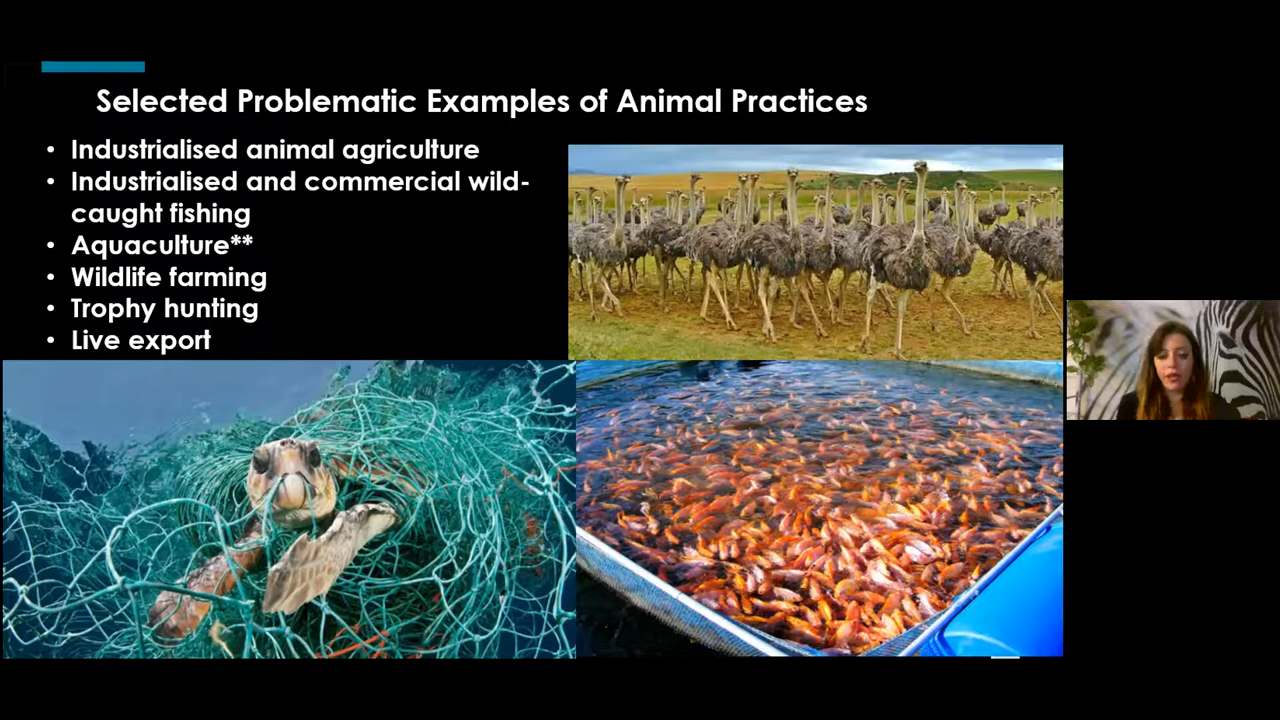 Selected Problematic Examples of Animal Practices
• Industrialised animal agriculture
• Industrialised and commercial wild-
caught fishing
• Aquaculture**
• Wildlife farming
• Trophy hunting
• Live export